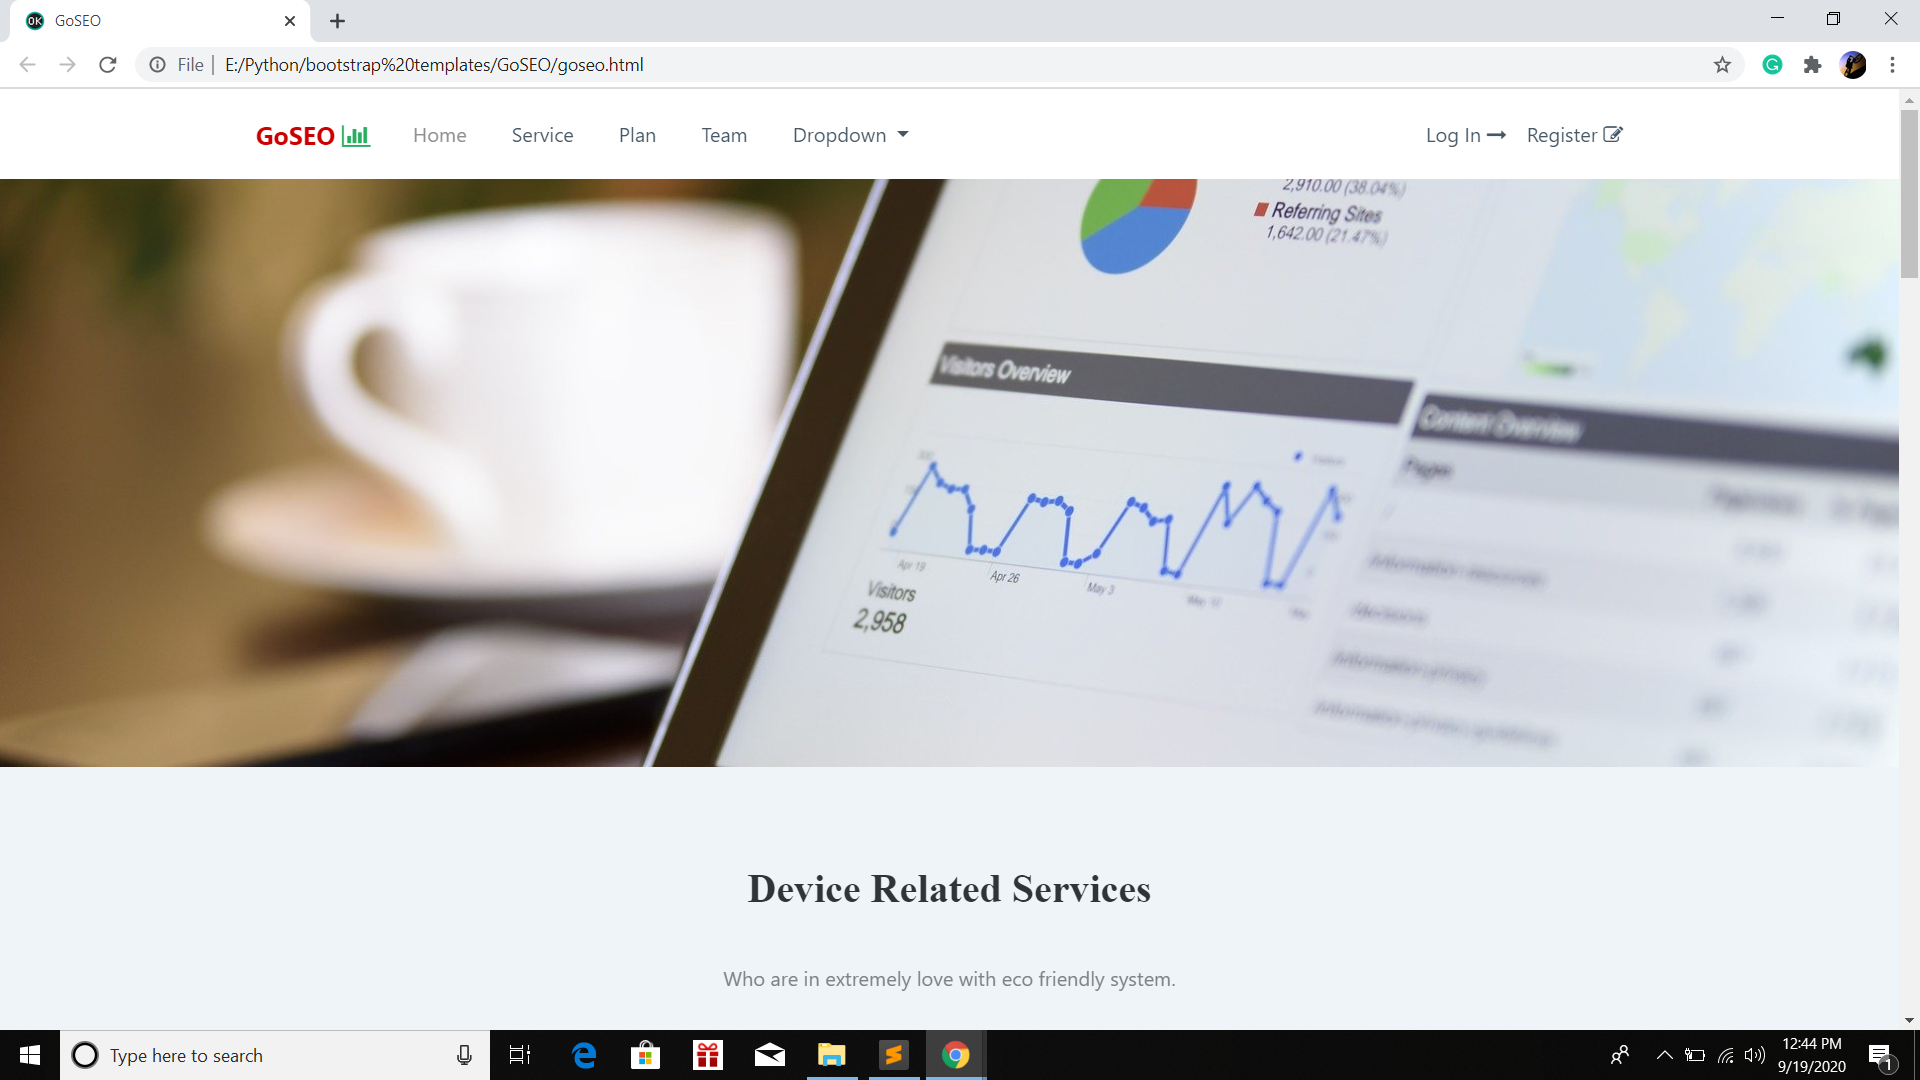 GoSEO
File
E:/Python/bootstrap%20templates/GoSEO/goseo.html
GoSEO Home Service Plan Team Dropdown Log In Register
2,910.00 (38.04%)
Referring Sites
1,642.00 (21.47%)
Visitors Overview
Content Overview
Pages
Apr 19 Apr 26 May 3
Visitors
2,958
Device Related Services
Who are in extremely love with eco friendly system.
Type here to search
12:44 PM
9/19/2020
1